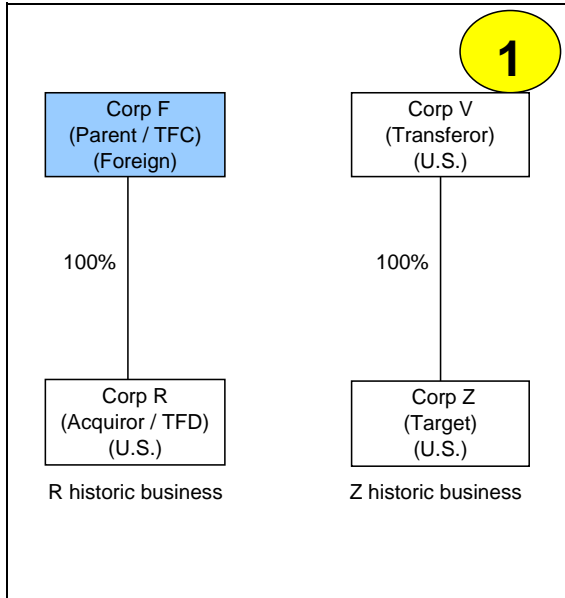 1
Corp F
(Parent / TFC)
(Foreign)
Corp V
(Transferor)
(U.S.)
100%
100%
Corp R
(Acquiror / TFD)
(U.S.)
Corp Z
(Target)
(U.S.)
R historic business
Z historic business